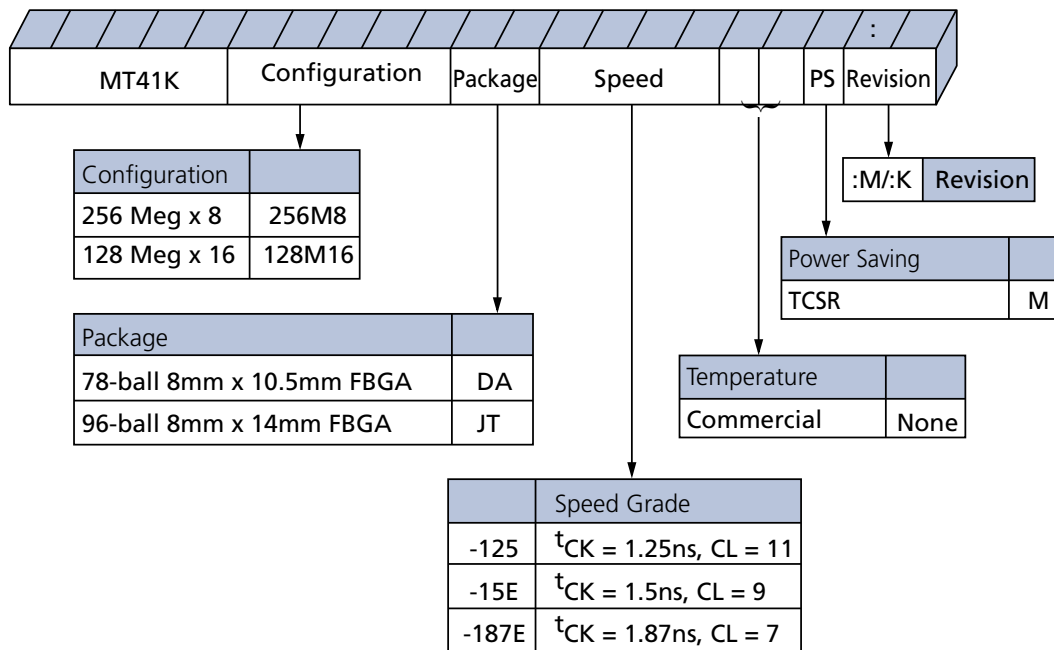 :
MT41K Configuration Package Speed PS Revision
Configuration
256 Meg x 8 256M8
128 Meg x 16 128M16
:M/:K Revision
Power Saving
TCSR M
Package
78-ball 8mm x 10.5mm FBGA DA
96-ball 8mm x 14mm FBGA JT
Temperature
Commercial None
Speed Grade
-125 tCK = 1.25ns, CL = 11
-15E tCK = 1.5ns, CL = 9
-187E tCK = 1.87ns, CL = 7